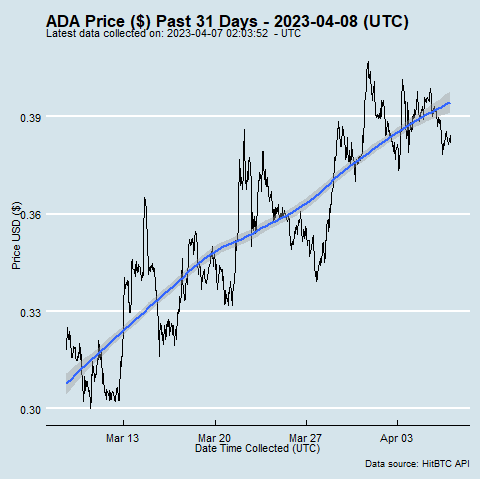 ADA Price ($) Past 31 Days - 2023-04-08 (UTC)
Latest data collected on: 2023-04-07 02:03:52 - UTC
0.39
0.36
0.33
0.30
Price USD ($)
Mar 13
Mar 20
Mar 27
Apr 03
Date Time Collected (UTC)
Data source: HitBTC API